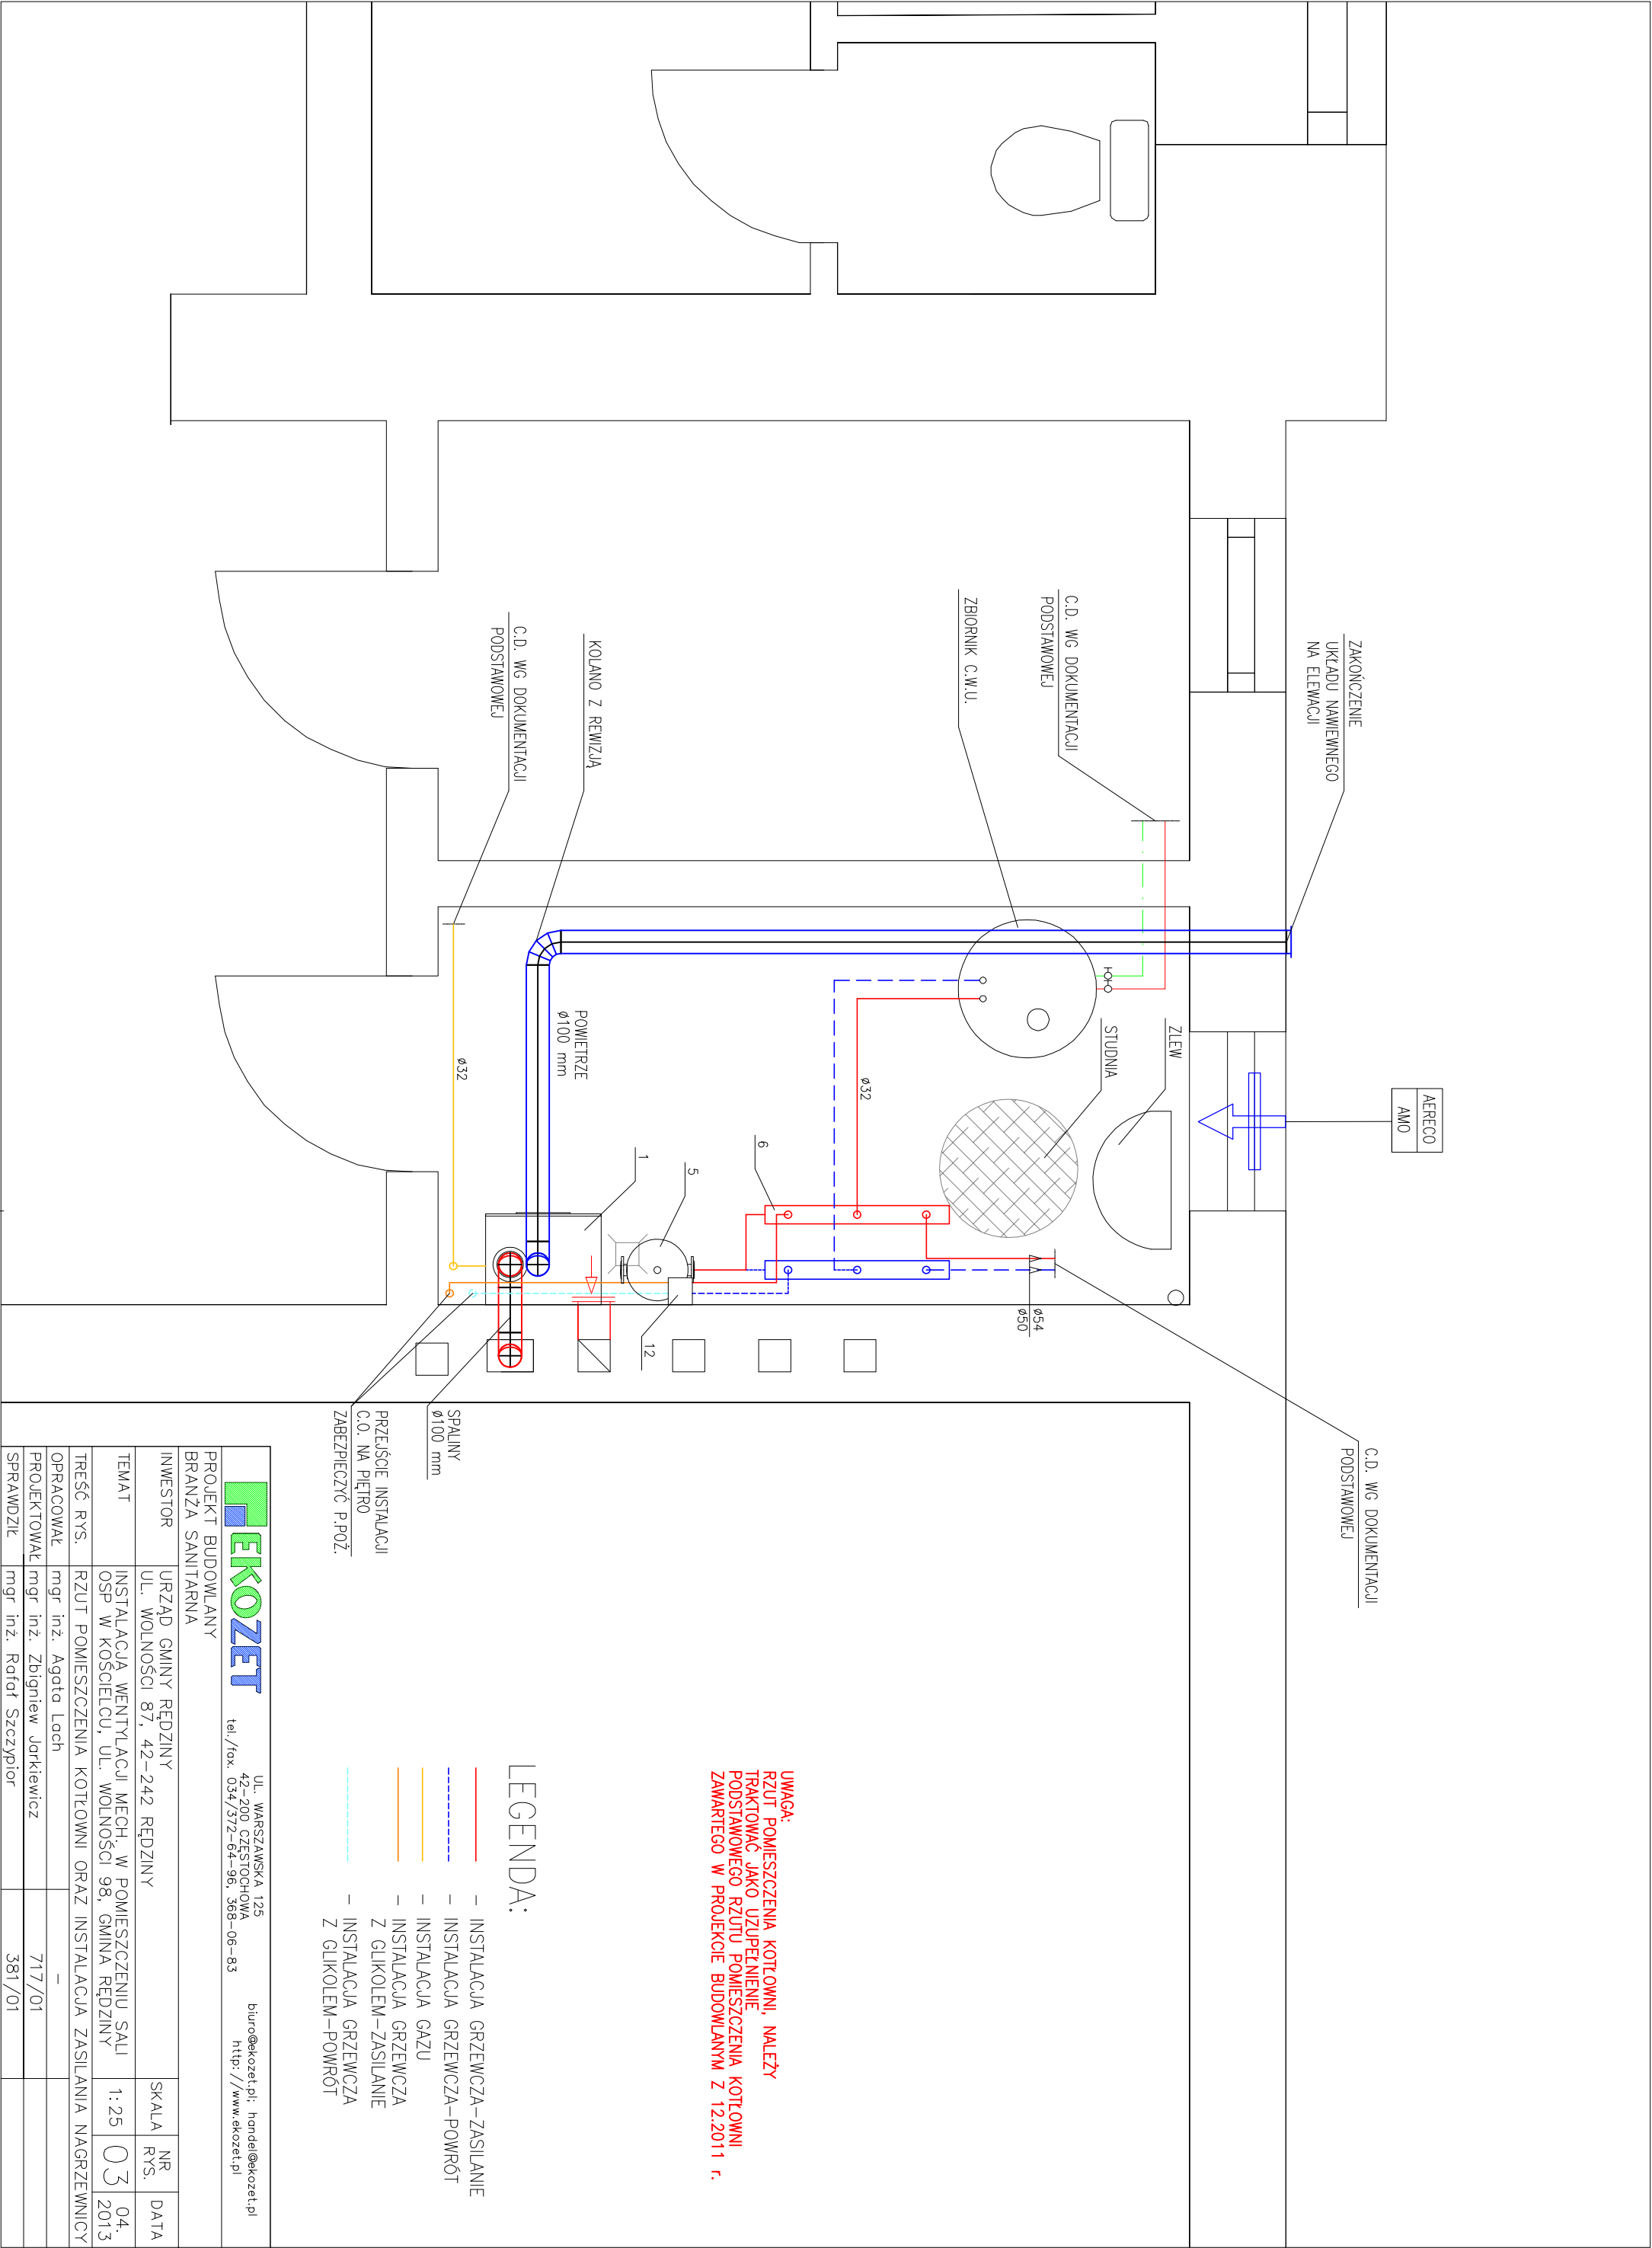 AERECO
AMO
ZAKOŃCZENIE
UKŁADU NAWIEWNEGO
NA ELEWACJI
C.D. WG DOKUMENTACJI
PODSTAWOWEJ
C.D. WG DOKUMENTACJI
PODSTAWOWEJ
ZBIORNIK C.W.U.
ZLEW
STUDNIA
ø54
ø50
ø32
6
5
1
12
KOLANO Z REWIZJĄ
C.D. WG DOKUMENTACJI
PODSTAWOWEJ
POWIETRZE
ø100 mm
ø32
SPALINY
ø100 mm
PRZEJŚCIE INSTALACJI
C.O. NA PIĘTRO
ZABEZPIECZYĆ P.POŻ.
UWAGA:
RZUT POMIESZCZENIA KOTŁOWNI, NALEŻY
TRAKTOWAĆ JAKO UZUPEŁNIENIE
PODSTAWOWEGO RZUTU POMIESZCZENIA KOTŁOWNI
ZAWARTEGO W PROJEKCIE BUDOWLANYM Z 12.2011 r.
LEGENDA:
– INSTALACJA GRZEWCZA–ZASILANIE
– INSTALACJA GRZEWCZA–POWRÓT
– INSTALACJA GAZU
– INSTALACJA GRZEWCZA
Z GLIKOLEM–ZASILANIE
– INSTALACJA GRZEWCZA
Z GLIKOLEM–POWRÓT
EKOZET
UL. WARSZAWSKA 125
42–200 CZĘSTOCHOWA
tel./fax. 034/372–64–96, 368–06–83
biuro@ekozet.pl; handel@ekozet.pl
http://www.ekozet.pl
PROJEKT BUDOWLANY
BRANŻA SANITARNA
INWESTOR
URZĄD GMINY RĘDZINY
UL. WOLNOŚCI 87, 42–242 RĘDZINY
SKALA
NR
RYS.
DATA
TEMAT
INSTALACJA WENTYLACJI MECH. W POMIESZCZENIU SALI
OSP W KOŚCIELCU, UL. WOLNOŚCI 98, GMINA RĘDZINY
1:25
03
04.
2013
TREŚĆ RYS.
RZUT POMIESZCZENIA KOTŁOWNI ORAZ INSTALACJA ZASILANIA NAGRZEWNICY
OPRACOWAŁ
mgr inż. Agata Lach
–
PROJEKTOWAŁ
mgr inż. Zbigniew Jarkiewicz
717/01
SPRAWDZIŁ
mgr inż. Rafał Szczypior
381/01